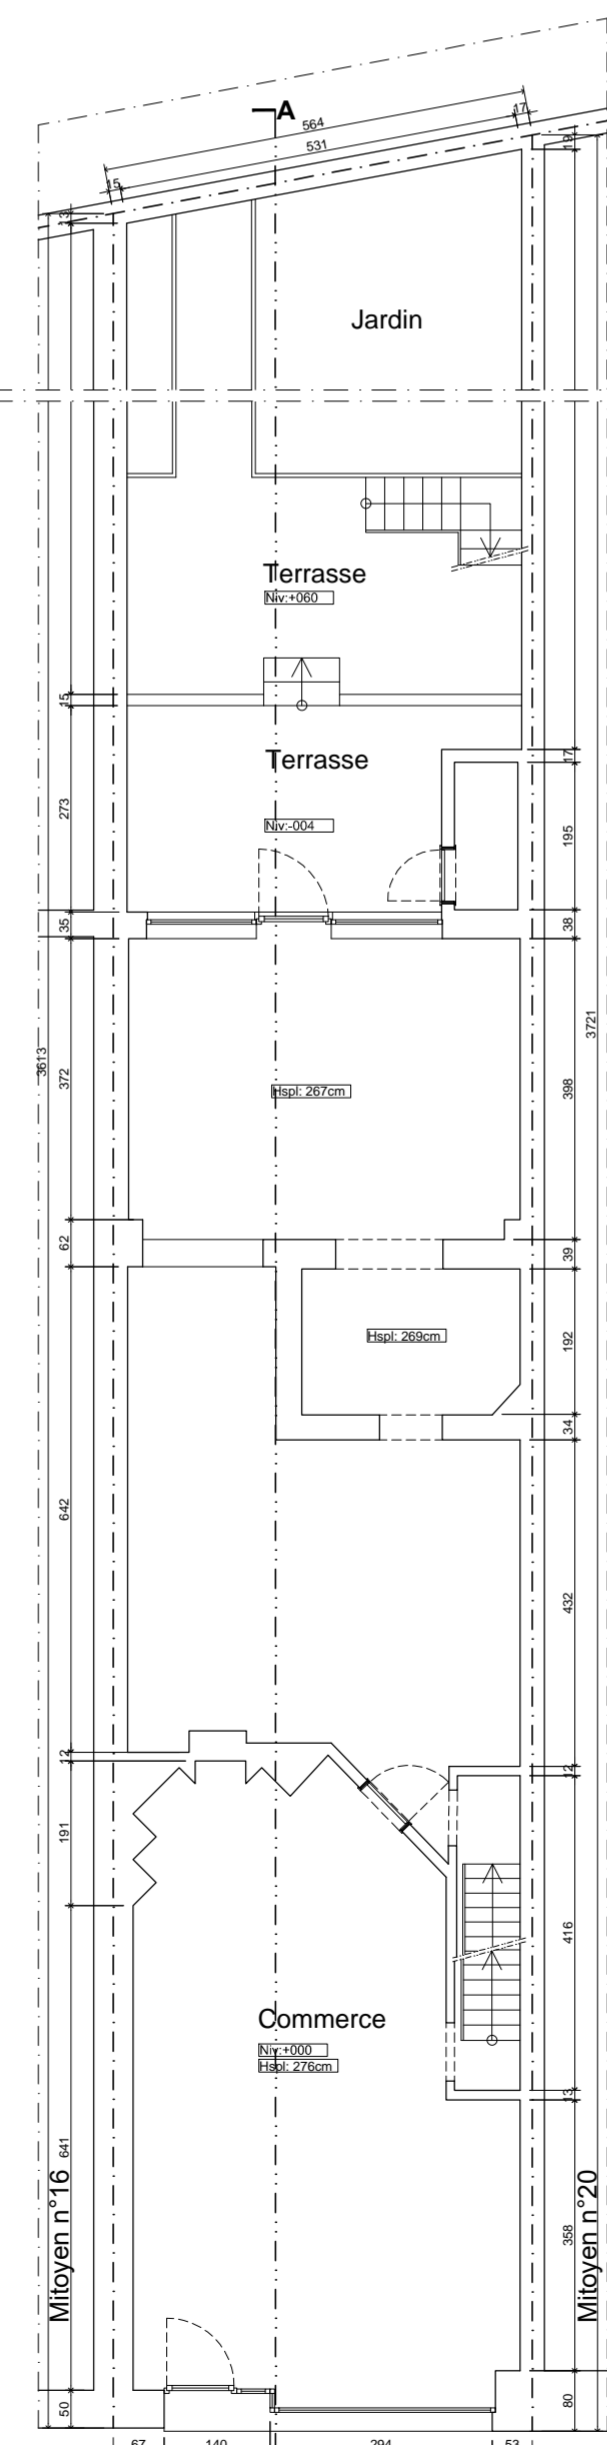 A
564
17
531
15
19
13
Jardin
Terrasse
Niv:+060
15
Terrasse
17
273
195
Niv:-004
35
38
3613
3721
372
398
Hspl: 267cm
62
39
Hspl: 269cm
192
34
642
432
12
12
191
416
Commerce
Niv:+000
Hspl: 276cm
13
641
358
Mitoyen n°16
Mitoyen n°20
50
80
67
140
294
53